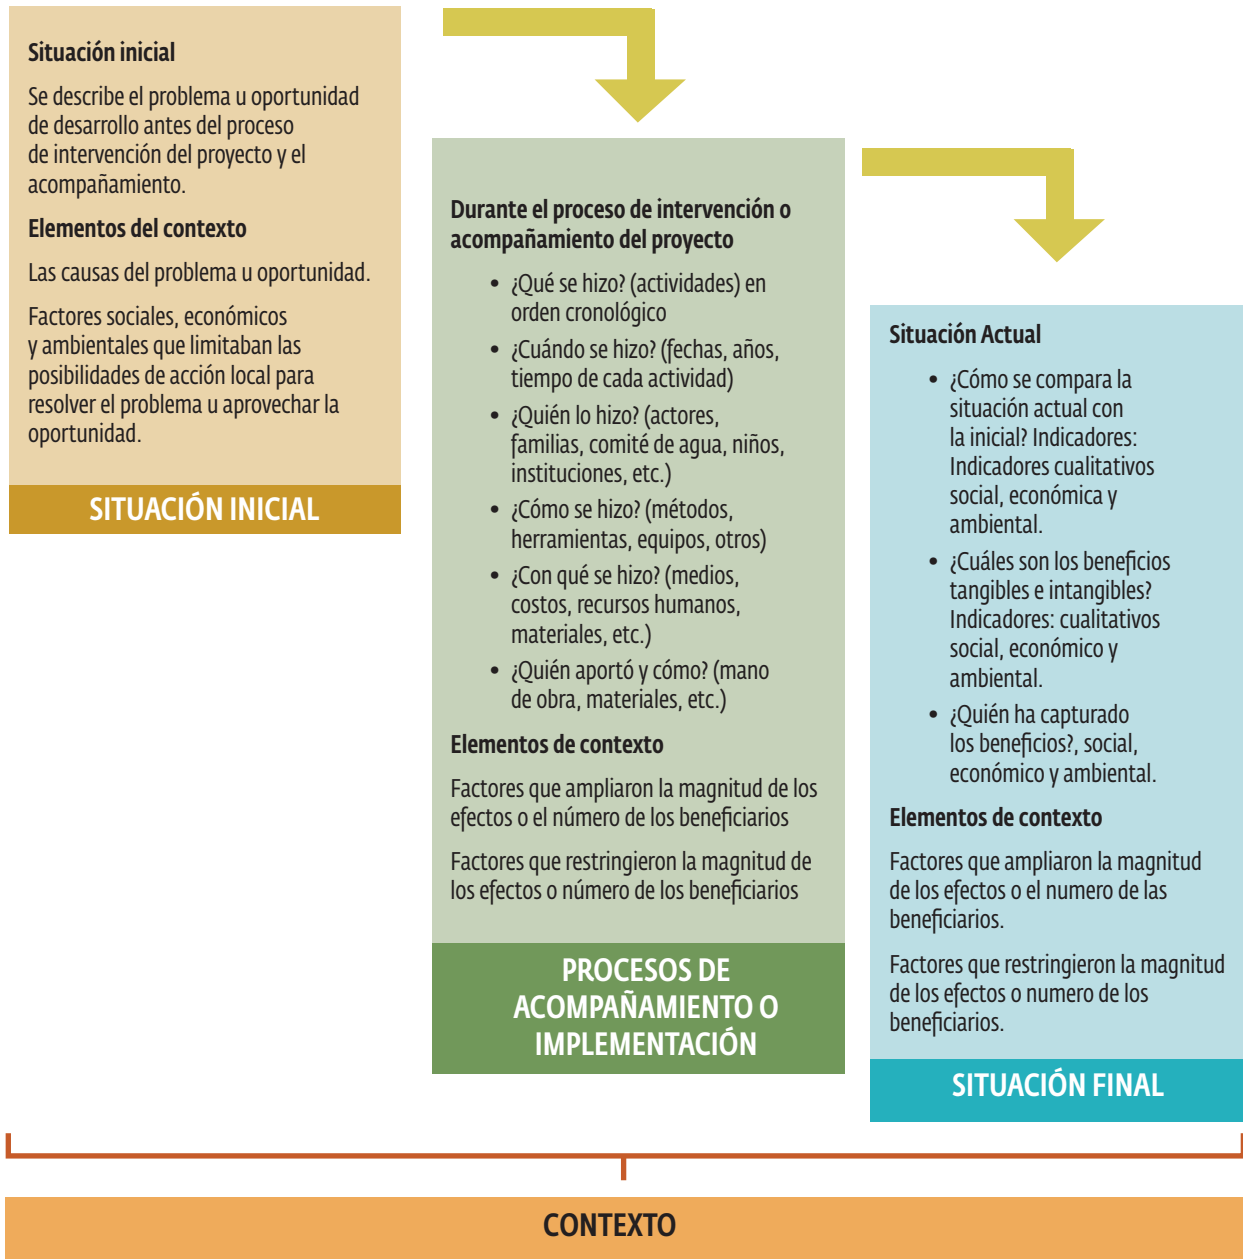 Situación inicial
Se describe el problema u oportunidad
de desarrollo antes del proceso
de intervención del proyecto y el
acompañamiento.
Elementos del contexto
Las causas del problema u oportunidad.
Factores sociales, económicos
y ambientales que limitaban las
posibilidades de acción local para
resolver el problema u aprovechar la
oportunidad.
SITUACIÓN INICIAL
Durante el proceso de intervención o
acompañamiento del proyecto
• ¿Qué se hizo? (actividades) en
orden cronológico
• ¿Cuándo se hizo? (fechas, años,
tiempo de cada actividad)
• ¿Quién lo hizo? (actores,
familias, comité de agua, niños,
instituciones, etc.)
• ¿Cómo se hizo? (métodos,
herramientas, equipos, otros)
• ¿Con qué se hizo? (medios,
costos, recursos humanos,
materiales, etc.)
• ¿Quién aportó y cómo? (mano
de obra, materiales, etc.)
Elementos de contexto
Factores que ampliaron la magnitud de los
efectos o el número de los beneficiarios
Factores que restringieron la magnitud de
los efectos o número de los beneficiarios
PROCESOS DE
ACOMPAÑAMIENTO O
IMPLEMENTACIÓN
Situación Actual
• ¿Cómo se compara la
situación actual con
la inicial? Indicadores:
Indicadores cualitativos
social, económica y
ambiental.
• ¿Cuáles son los beneficios
tangibles e intangibles?
Indicadores: cualitativos
social, económico y
ambiental.
• ¿Quién ha capturado
los beneficios?, social,
económico y ambiental.
Elementos de contexto
Factores que ampliaron la magnitud
de los efectos o el numero de las
beneficiarios.
Factores que restringieron la magnitud
de los efectos o numero de los
beneficiarios.
SITUACIÓN FINAL
CONTEXTO